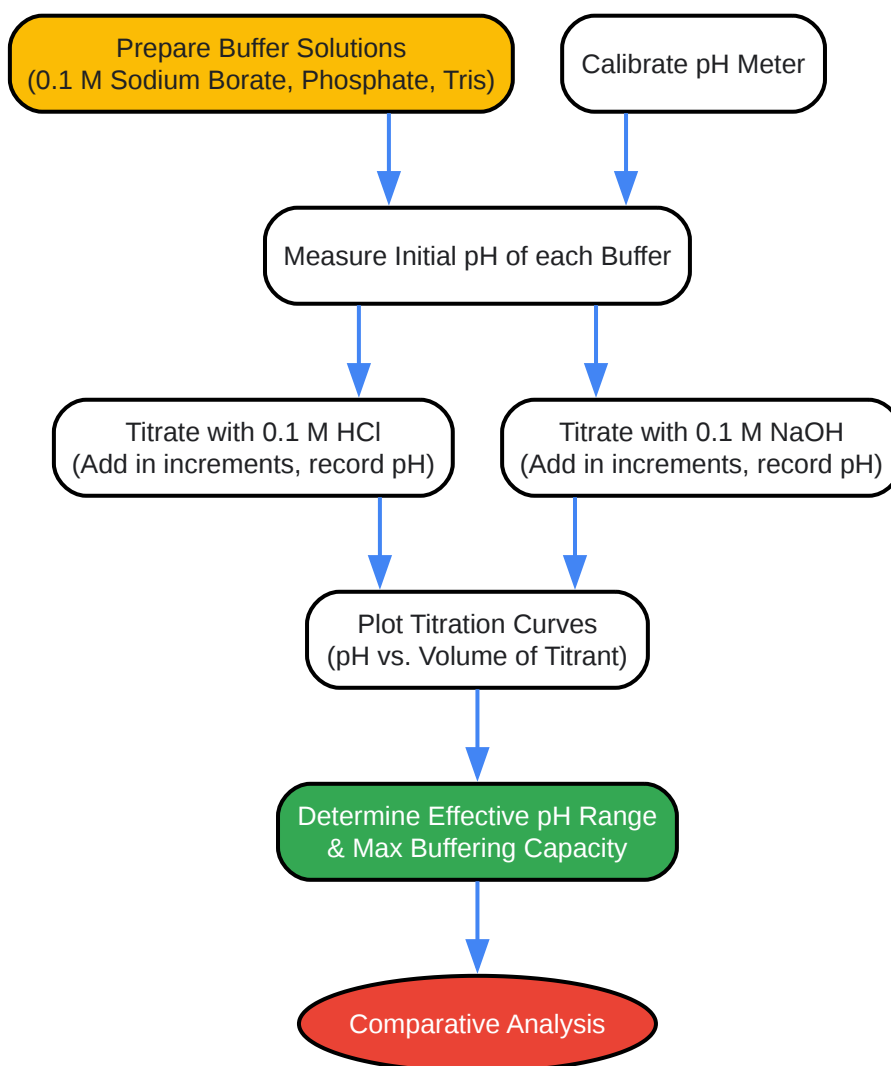 Prepare Buffer Solutions
(0.1 M Sodium Borate, Phosphate, Tris)
Calibrate pH Meter
Measure Initial pH of each Buffer
Titrate with 0.1 M HCl
(Add in increments, record pH)
Titrate with 0.1 M NaOH
(Add in increments, record pH)
Plot Titration Curves
(pH vs. Volume of Titrant)
Determine Effective pH Range
& Max Buffering Capacity
Comparative Analysis